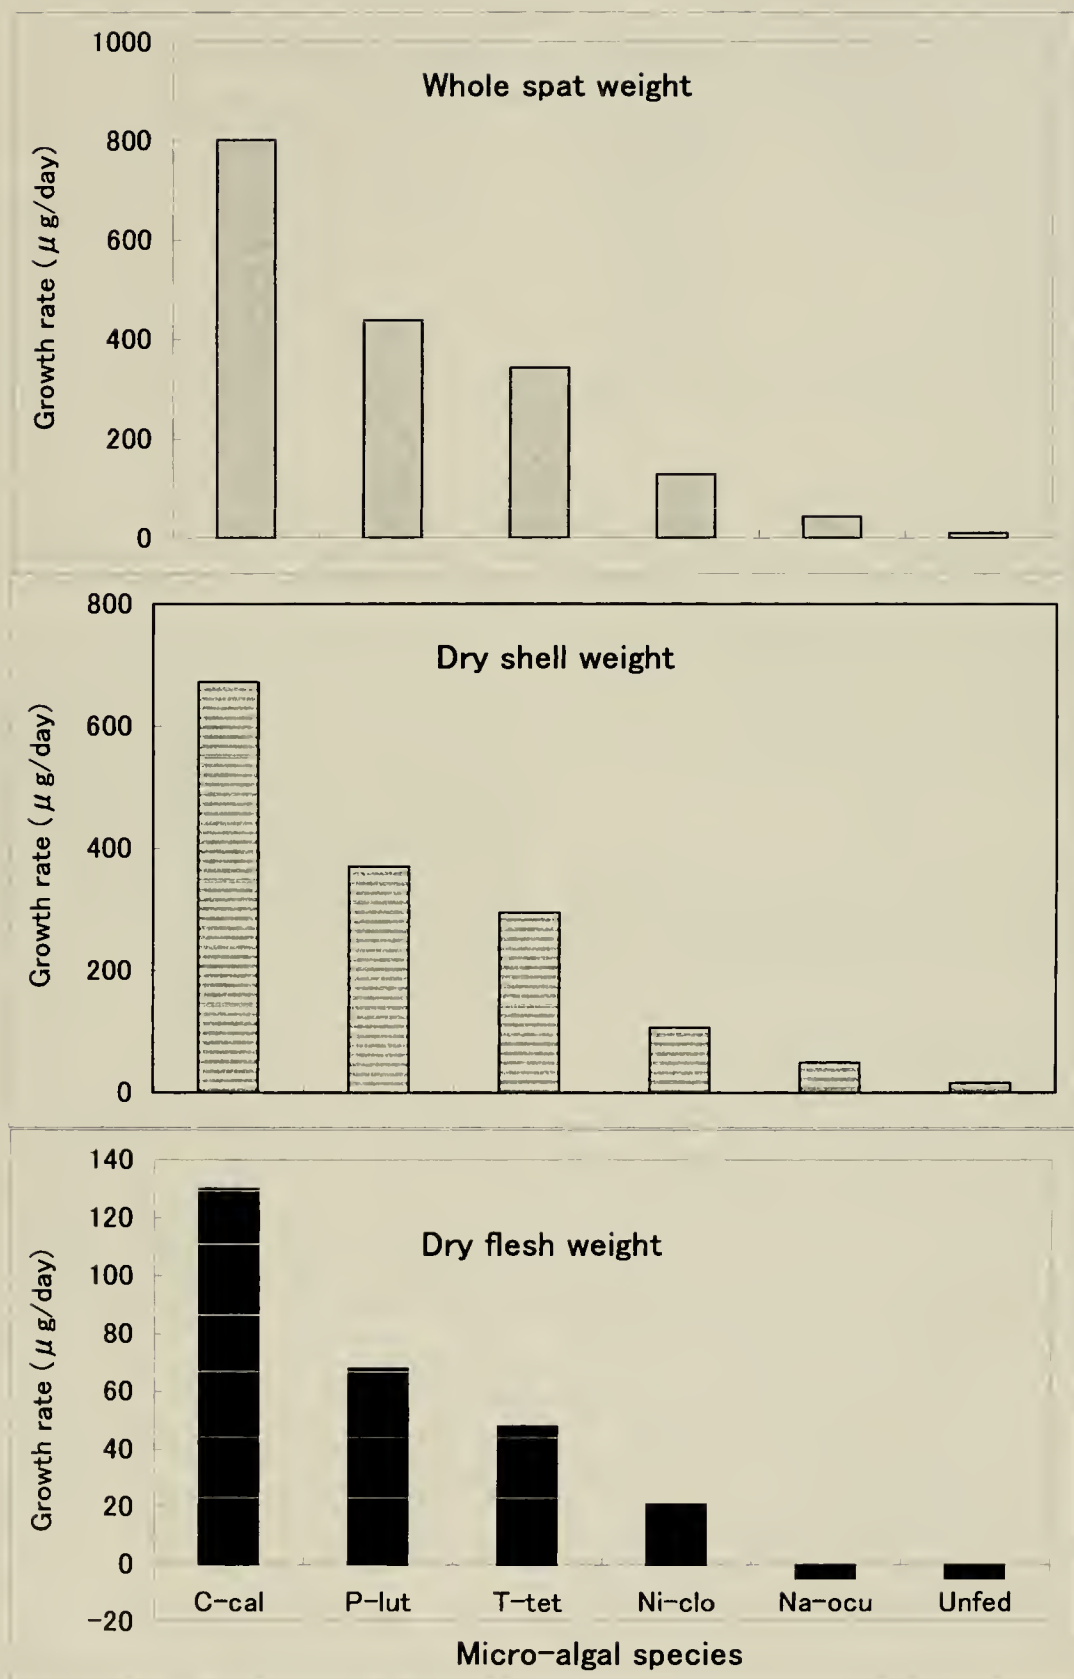 Whole spat weight
Growth rate (μg/day)
1000
800
600
400
200
0
Dry shell weight
Growth rate (μg/day)
800
600
400
200
0
Dry flesh weight
Growth rate (μg/day)
140
120
100
80
60
40
20
0
-20
C-cal P-lut T-tet Ni-clo Na-ocu Unfed
Micro-algal species